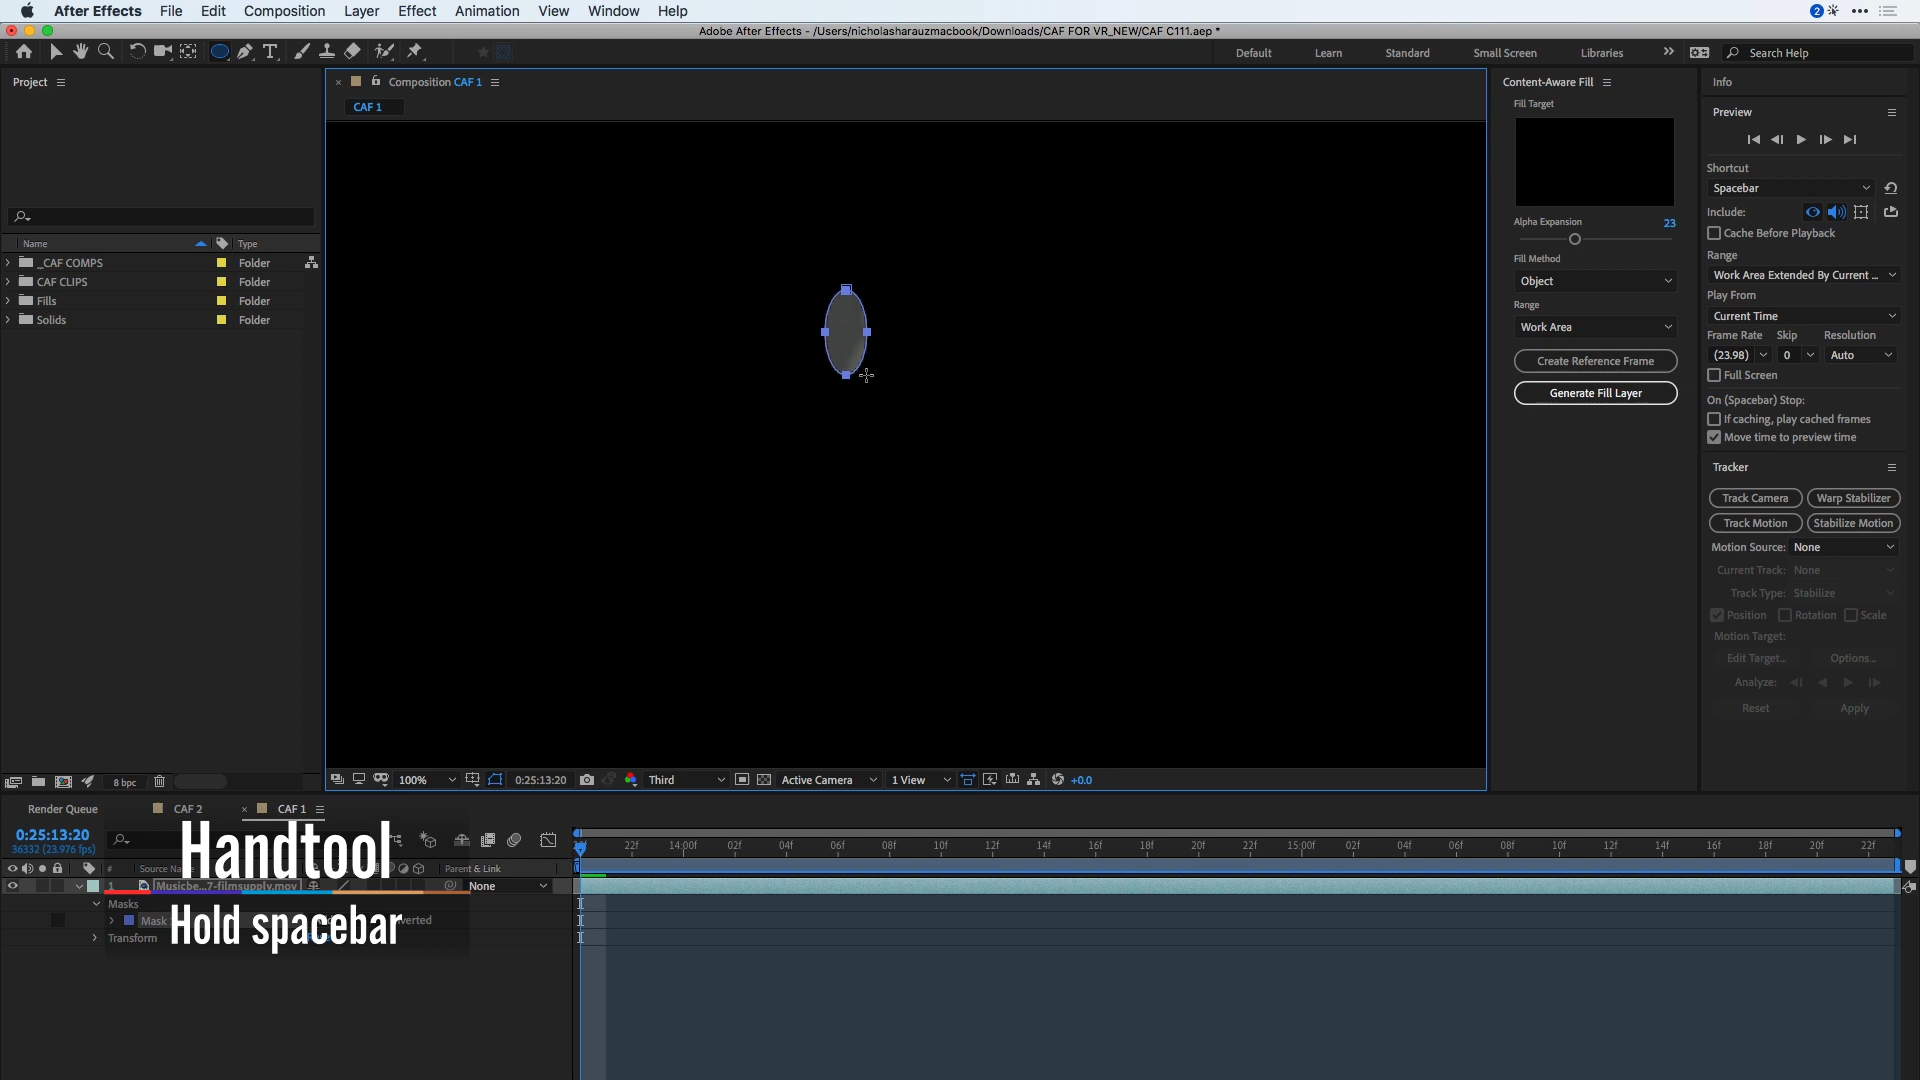 After Effects File Edit Composition Layer Effect Animation View Window Help
2
Adobe After Effects - /Users/nicholasharauzmacbook/Downloads/CAF FOR VR_NEW/CAF C111.aep *
Default Learn Standard Small Screen Libraries Search Help
Project
Name Type
_CAF COMPS Folder
CAF CLIPS Folder
Fills Folder
Solids Folder
8 bpc
Composition CAF 1
CAF 1
100% 0:25:13:20 Third Active Camera 1 View +0.0
Content-Aware Fill
Fill Target
Alpha Expansion 23
Fill Method
Object
Range
Work Area
Create Reference Frame
Generate Fill Layer
Info
Preview
Shortcut
Spacebar
Include:
Cache Before Playback
Range
Work Area Extended By Current ...
Play From
Current Time
Frame Rate Skip Resolution
(23.98) 0 Auto
Full Screen
On (Spacebar) Stop:
If caching, play cached frames
Move time to preview time
Tracker
Track Camera Warp Stabilizer
Track Motion Stabilize Motion
Motion Source: None
Current Track: None
Track Type: Stabilize
Position Rotation Scale
Motion Target:
Edit Target... Options...
Analyze:
Reset Apply
Render Queue CAF 2 CAF 1
0:25:13:20
36332 (23.976 fps)
# Source Parent & Link
1 Musicbe...7-filmsupply.mov None
Masks
Mask
Transform
22f 14:00f 02f 04f 06f 08f 10f 12f 14f 16f 18f 20f 22f 15:00f 02f 04f 06f 08f 10f 12f 14f 16f 18f 20f 22f
Handtool
Hold spacebar